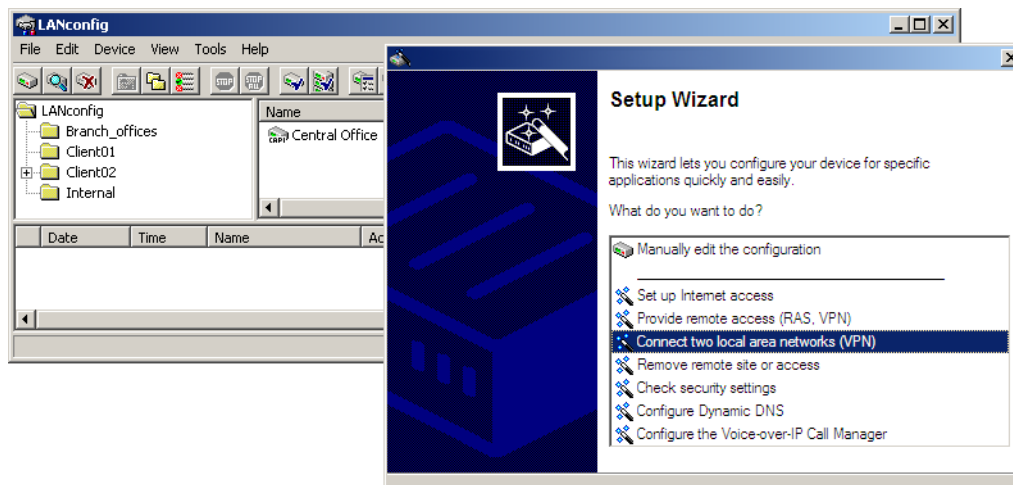 LANconfig
File Edit Device View Tools Help
STOP STOP
LANconfig
Branch_offices
Client01
Client02
Internal
Name
CAPI Central Office
Date Time Name
Setup Wizard
This wizard lets you configure your device for specific
applications quickly and easily.
What do you want to do?
Manually edit the configuration
Set up Internet access
Provide remote access (RAS, VPN)
Connect two local area networks (VPN)
Remove remote site or access
Check security settings
Configure Dynamic DNS
Configure the Voice-over-IP Call Manager